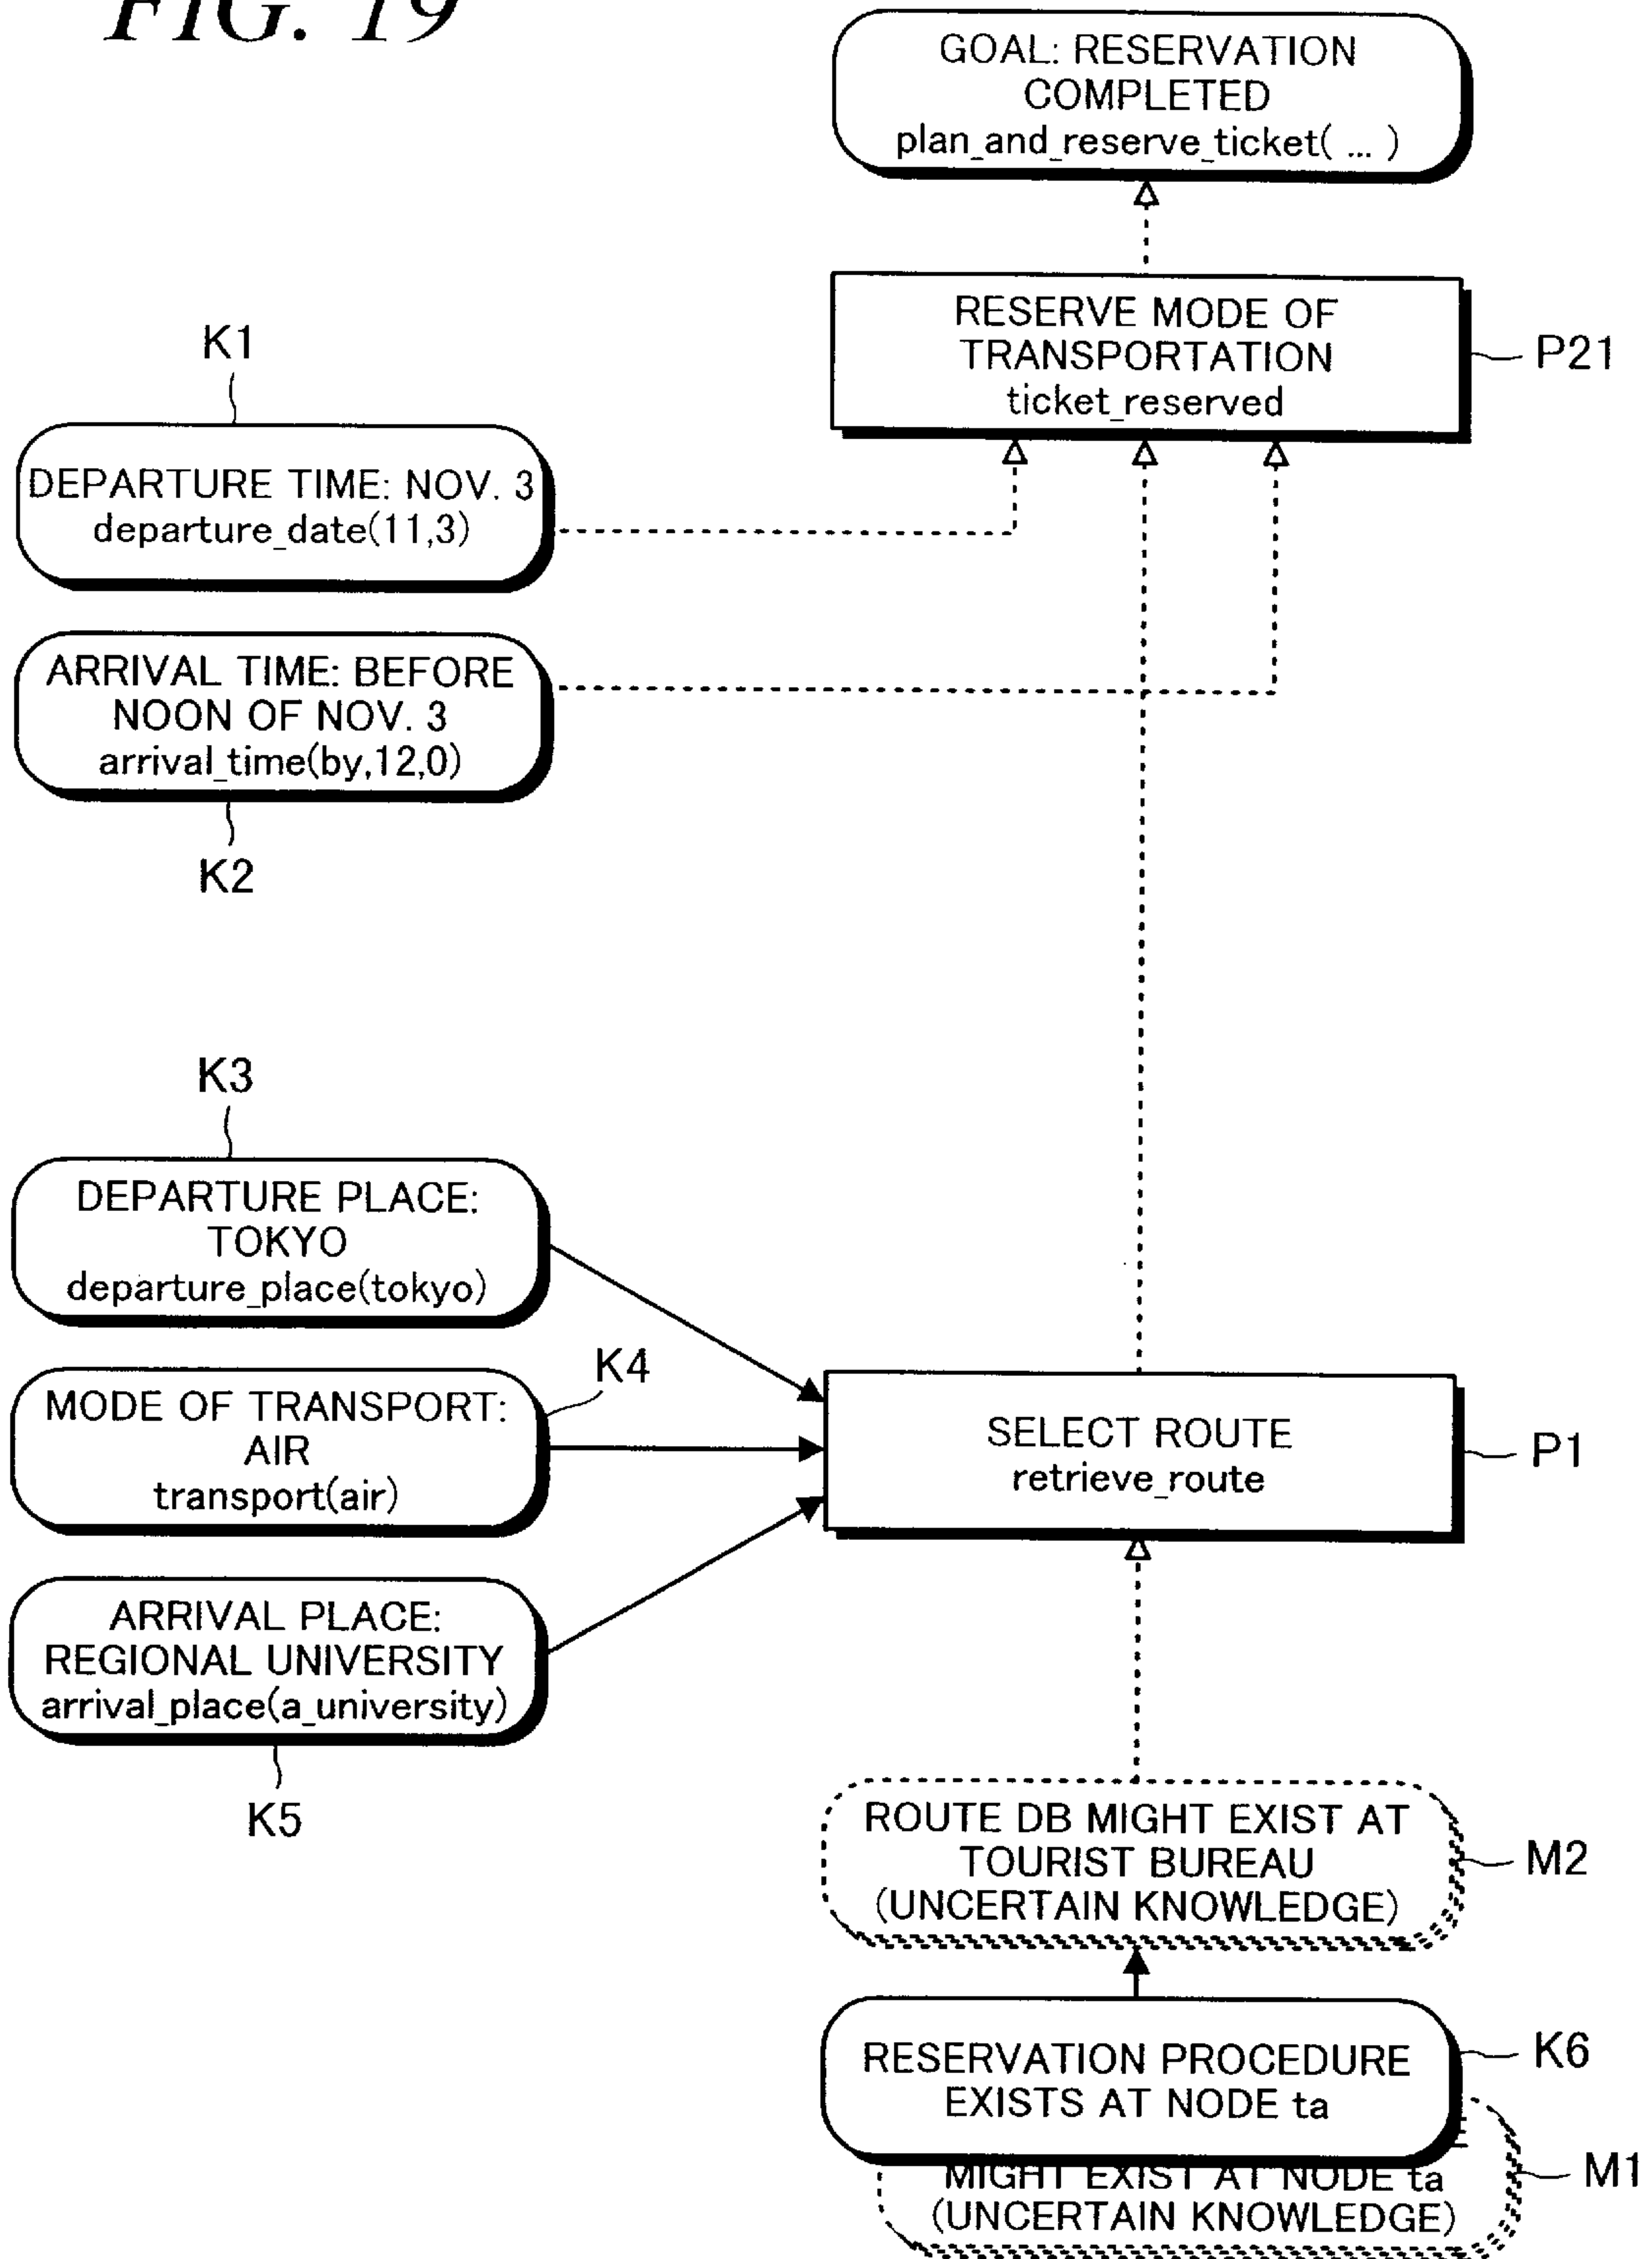 FIG. 19
GOAL: RESERVATION
COMPLETED
plan_and_reserve_ticket( ... )
RESERVE MODE OF
TRANSPORTATION
ticket_reserved
P21
K1
DEPARTURE TIME: NOV. 3
departure_date(11,3)
ARRIVAL TIME: BEFORE
NOON OF NOV. 3
arrival_time(by,12,0)
K2
K3
DEPARTURE PLACE:
TOKYO
departure_place(tokyo)
K4
MODE OF TRANSPORT:
AIR
transport(air)
SELECT ROUTE
retrieve_route
P1
ARRIVAL PLACE:
REGIONAL UNIVERSITY
arrival_place(a_university)
K5
ROUTE DB MIGHT EXIST AT
TOURIST BUREAU
(UNCERTAIN KNOWLEDGE)
M2
RESERVATION PROCEDURE
EXISTS AT NODE ta
K6
MIGHT EXIST AT NODE ta
(UNCERTAIN KNOWLEDGE)
M1